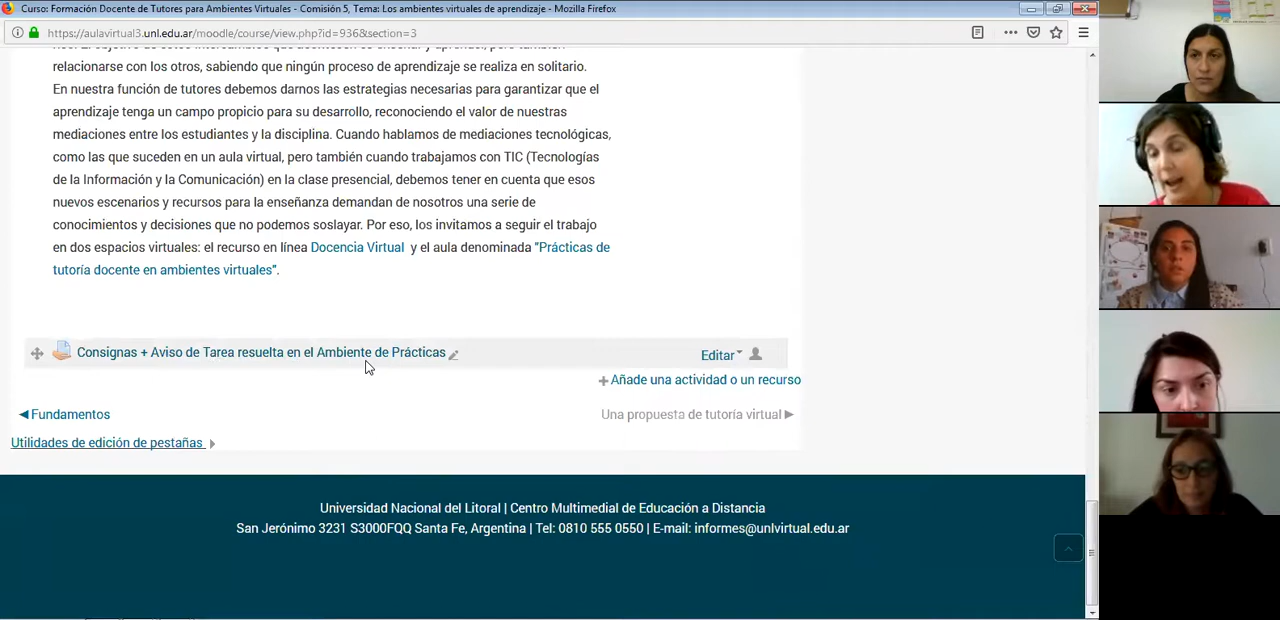 Curso: Formación Docente de Tutores para Ambientes Virtuales - Comisión 5, Tema: Los ambientes virtuales de aprendizaje - Mozilla Firefox
https://aulavirtual3.unl.edu.ar/moodle/course/view.php?id=936&section=3
relacionarse con los otros, sabiendo que ningún proceso de aprendizaje se realiza en solitario.
En nuestra función de tutores debemos darnos las estrategias necesarias para garantizar que el
aprendizaje tenga un campo propicio para su desarrollo, reconociendo el valor de nuestras
mediaciones entre los estudiantes y la disciplina. Cuando hablamos de mediaciones tecnológicas,
como las que suceden en un aula virtual, pero también cuando trabajamos con TIC (Tecnologías
de la Información y la Comunicación) en la clase presencial, debemos tener en cuenta que esos
nuevos escenarios y recursos para la enseñanza demandan de nosotros una serie de
conocimientos y decisiones que no podemos soslayar. Por eso, los invitamos a seguir el trabajo
en dos espacios virtuales: el recurso en línea Docencia Virtual y el aula denominada "Prácticas de
tutoría docente en ambientes virtuales".
Consignas + Aviso de Tarea resuelta en el Ambiente de Prácticas
Editar
Añade una actividad o un recurso
Fundamentos
Una propuesta de tutoría virtual
Utilidades de edición de pestañas
Universidad Nacional del Litoral | Centro Multimedial de Educación a Distancia
San Jerónimo 3231 S3000FQQ Santa Fe, Argentina | Tel: 0810 555 0550 | E-mail: informes@unlvirtual.edu.ar